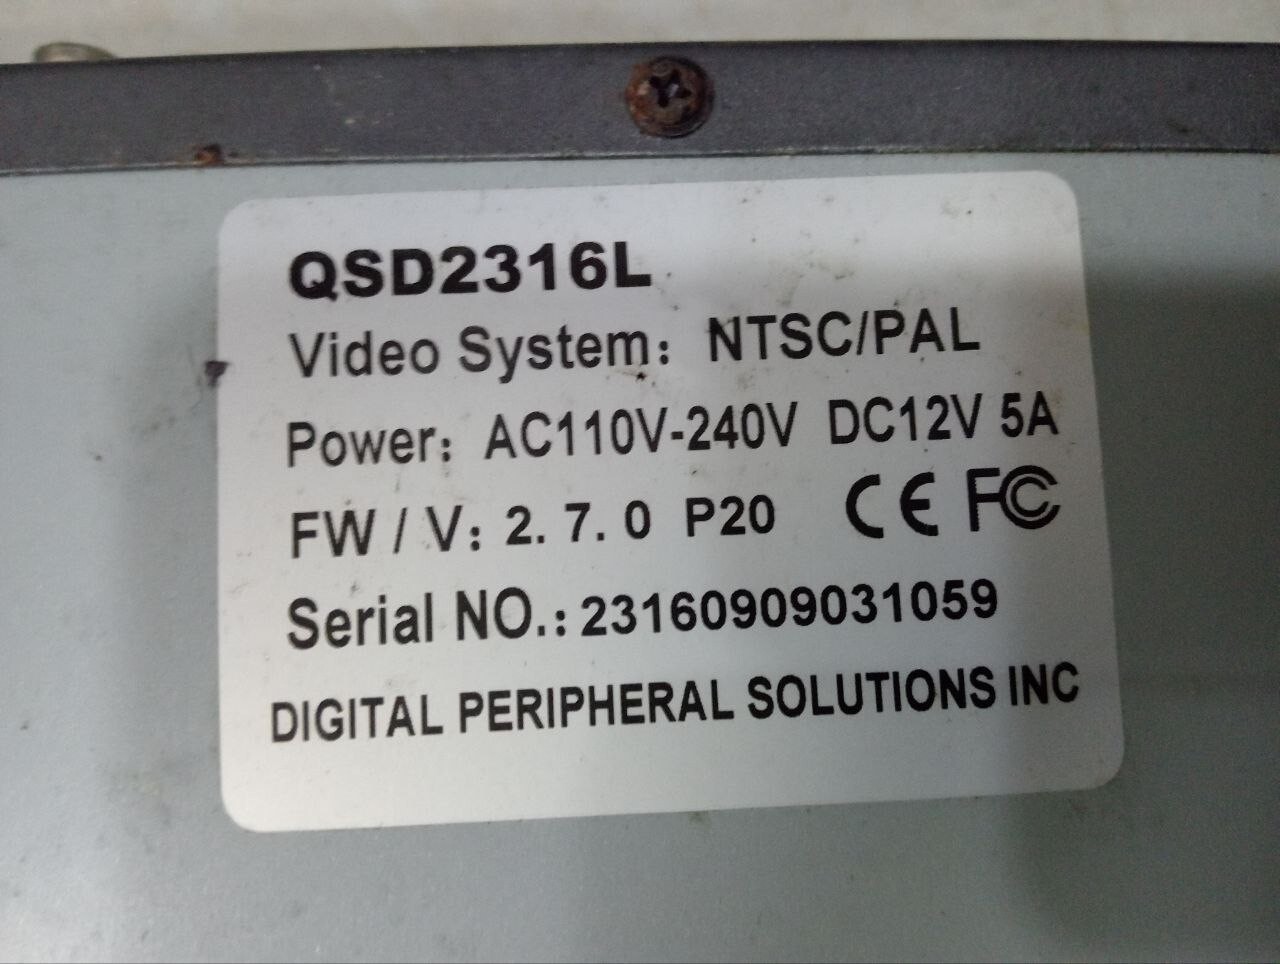 QSD2316L
Video System: NTSC/PAL
Power: AC110V-240V DC12V 5A
FW / V: 2. 7. 0 P20 CE FC
Serial NO.: 23160909031059
DIGITAL PERIPHERAL SOLUTIONS INC